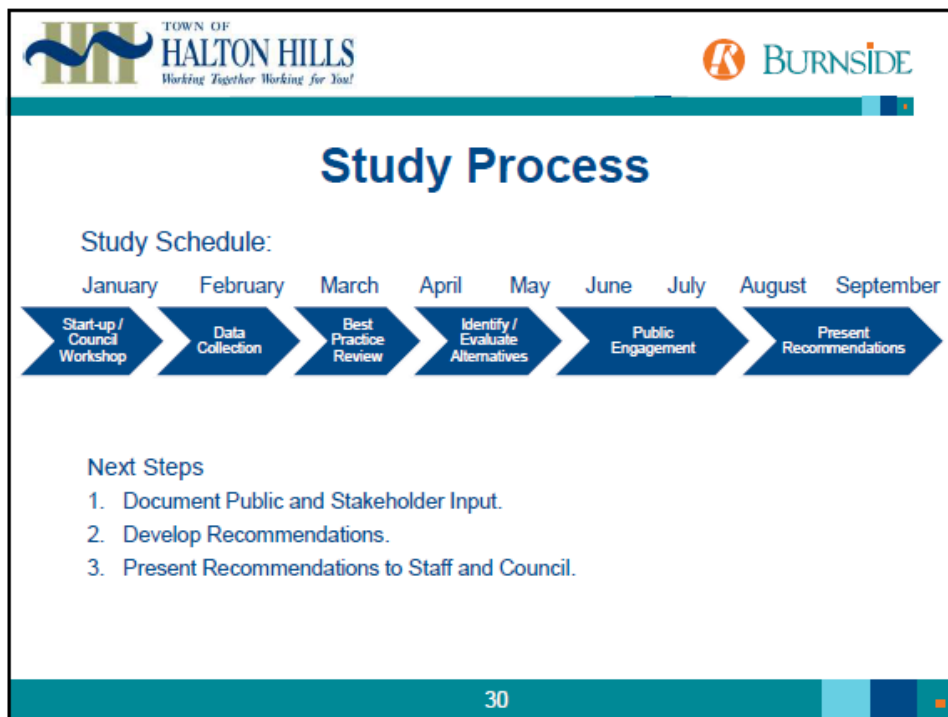 TOWN OF
HALTON HILLS
Working Together Working for You!
BURNSIDE
Study Process
Study Schedule:
January February March April May June July August September
Start-up /
Council
Workshop
Data
Collection
Best
Practice
Review
Identify /
Evaluate
Alternatives
Public
Engagement
Present
Recommendations
Next Steps
1. Document Public and Stakeholder Input.
2. Develop Recommendations.
3. Present Recommendations to Staff and Council.
30